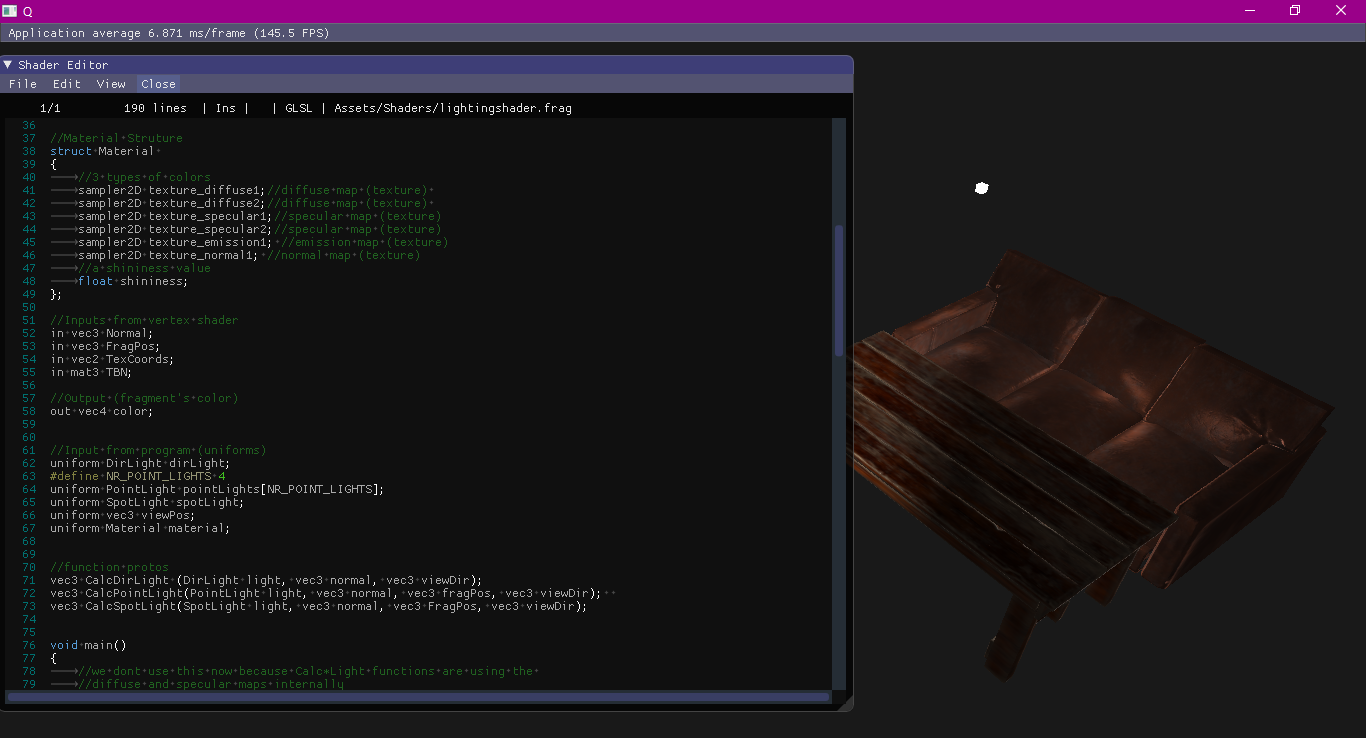 Q
Application average 6.871 ms/frame (145.5 FPS)
Shader Editor
File Edit View Close
1/1 190 lines | Ins | | GLSL | Assets/Shaders/lightingshader.frag
36
37 //Material Struture
38 struct Material
39 {
40 //3 types of colors
41 sampler2D texture_diffuse1;//diffuse map (texture)
42 sampler2D texture_diffuse2;//diffuse map (texture)
43 sampler2D texture_specular1;//specular map (texture)
44 sampler2D texture_specular2;//specular map (texture)
45 sampler2D texture_emission1; //emission map (texture)
46 sampler2D texture_normal1; //normal map (texture)
47 //a shininess value
48 float shininess;
49 };
50
51 //Inputs from vertex shader
52 in vec3 Normal;
53 in vec3 FragPos;
54 in vec2 TexCoords;
55 in mat3 TBN;
56
57 //Output (fragment's color)
58 out vec4 color;
59
60
61 //Input from program (uniforms)
62 uniform DirLight dirLight;
63 #define NR_POINT_LIGHTS 4
64 uniform PointLight pointLights[NR_POINT_LIGHTS];
65 uniform SpotLight spotLight;
66 uniform vec3 viewPos;
67 uniform Material material;
68
69
70 //function protos
71 vec3 CalcDirLight (DirLight light, vec3 normal, vec3 viewDir);
72 vec3 CalcPointLight(PointLight light, vec3 normal, vec3 fragPos, vec3 viewDir);
73 vec3 CalcSpotLight(SpotLight light, vec3 normal, vec3 FragPos, vec3 viewDir);
74
75
76 void main()
77 {
78 //we dont use this now because Calc*Light functions are using the
79 //diffuse and specular maps internally